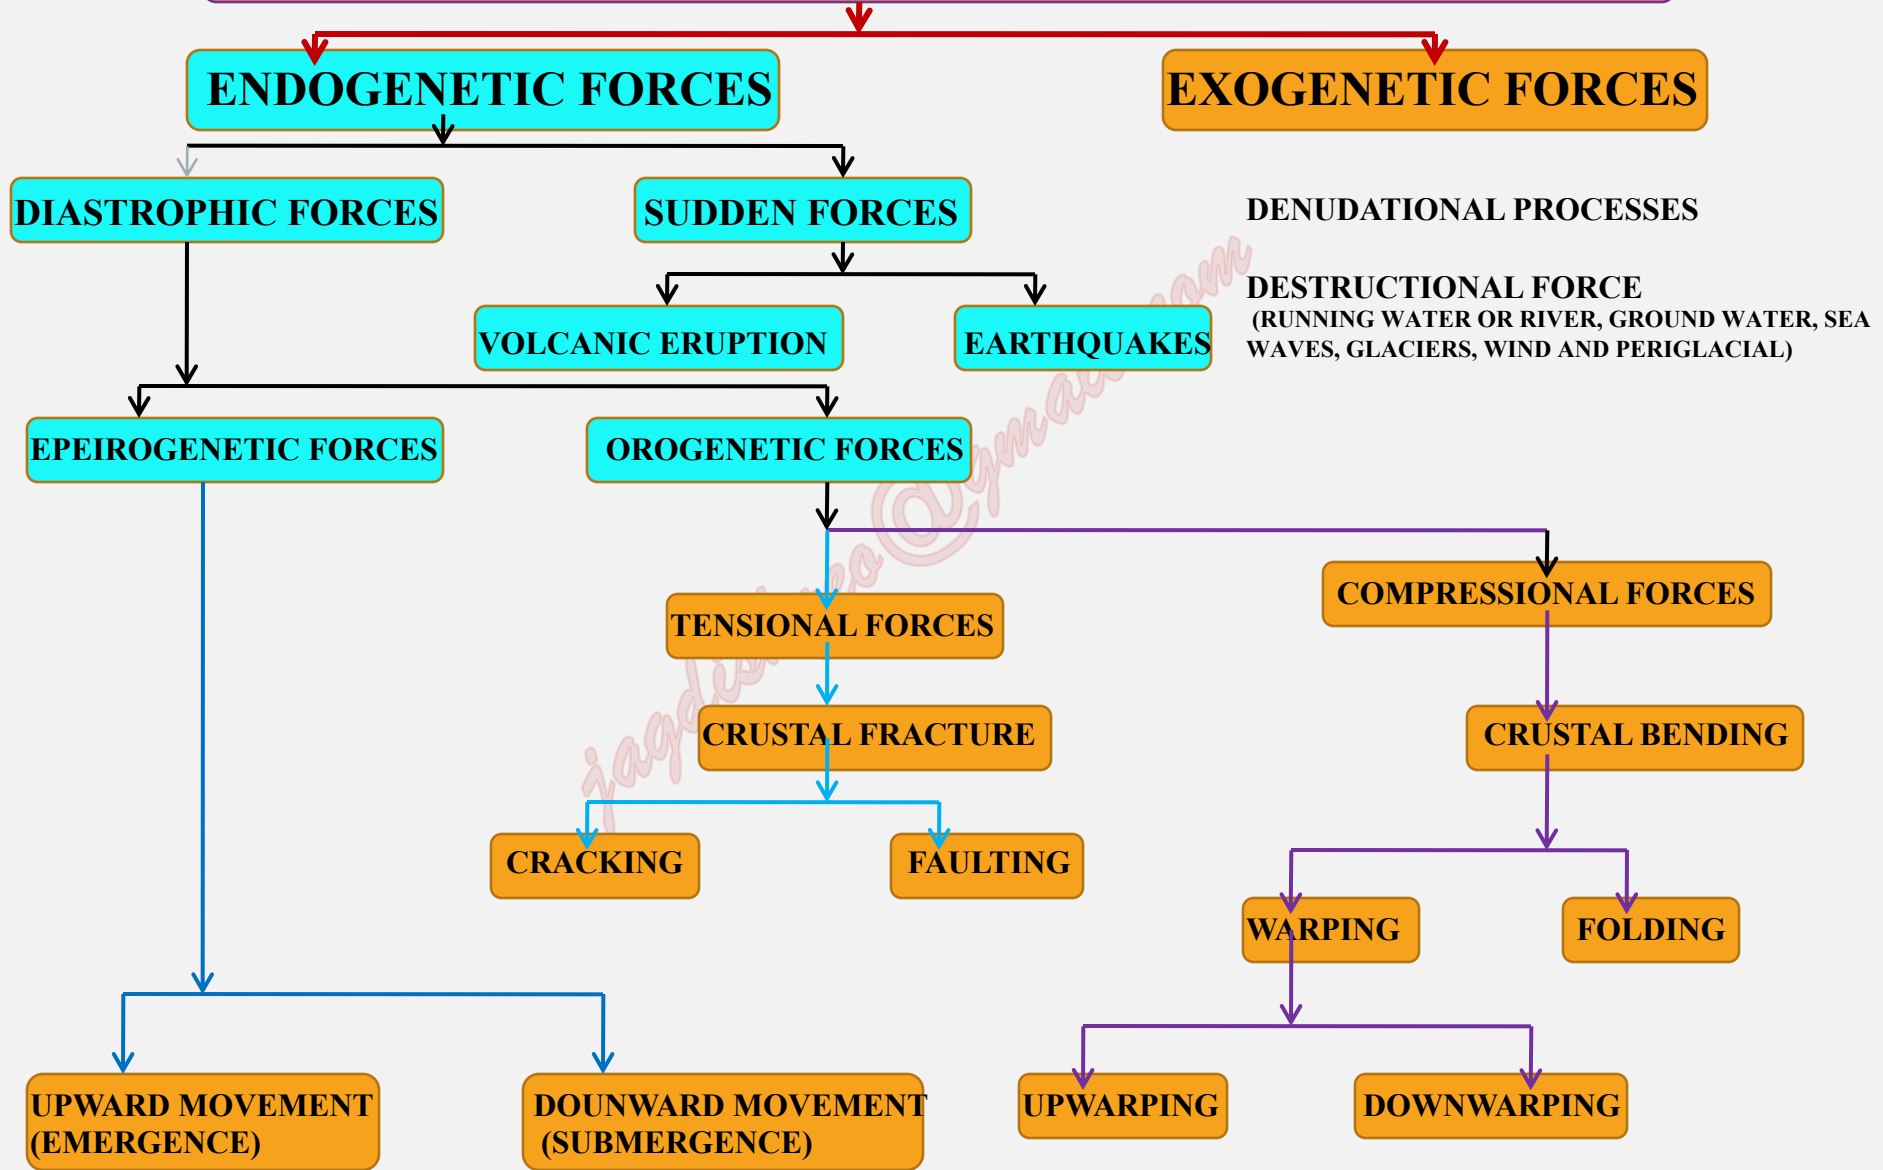 ENDOGENETIC FORCES
EXOGENETIC FORCES
DIASTROPHIC FORCES
SUDDEN FORCES
DENUDATIONAL PROCESSES
DESTRUCTIONAL FORCE
(RUNNING WATER OR RIVER, GROUND WATER, SEA
WAVES, GLACIERS, WIND AND PERIGLACIAL)
VOLCANIC ERUPTION
EARTHQUAKES
EPEIROGENETIC FORCES
OROGENETIC FORCES
COMPRESSIONAL FORCES
TENSIONAL FORCES
CRUSTAL FRACTURE
CRUSTAL BENDING
CRACKING
FAULTING
WARPING
FOLDING
UPWARD MOVEMENT
(EMERGENCE)
DOUNWARD MOVEMENT
(SUBMERGENCE)
UPWARPING
DOWNWARPING